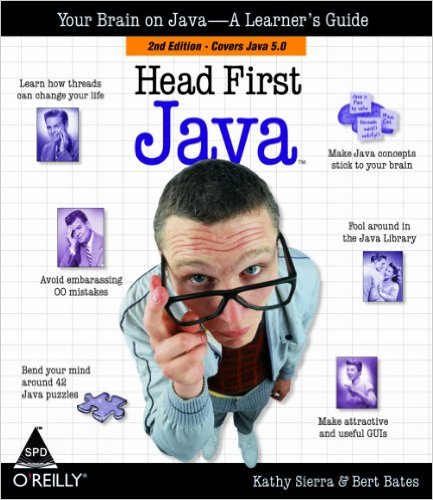 Your Brain on Java—A Learner's Guide
2nd Edition - Covers Java 5.0
Head First
Java
™
Learn how threads
can change your life
Make Java concepts
stick to your brain
Fool around in
the Java Library
Avoid embarassing
OO mistakes
Bend your mind
around 42
Java puzzles
Make attractive
and useful GUIs
SPD
O'REILLY®
Kathy Sierra & Bert Bates